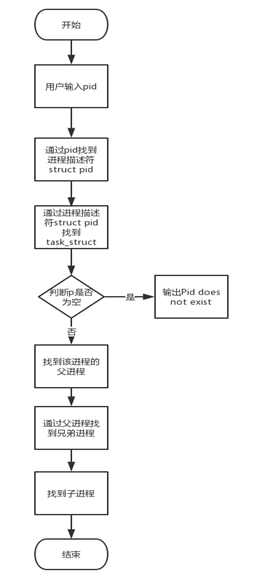 开始
用户输入pid
通过pid找到
进程描述符
struct pid
通过进程描述
符struct pid
找到
task_struct
判断p是否
为空
是
输出Pid does
not exist
否
找到该进程的
父进程
通过父进程找
到兄弟进程
找到子进程
结束